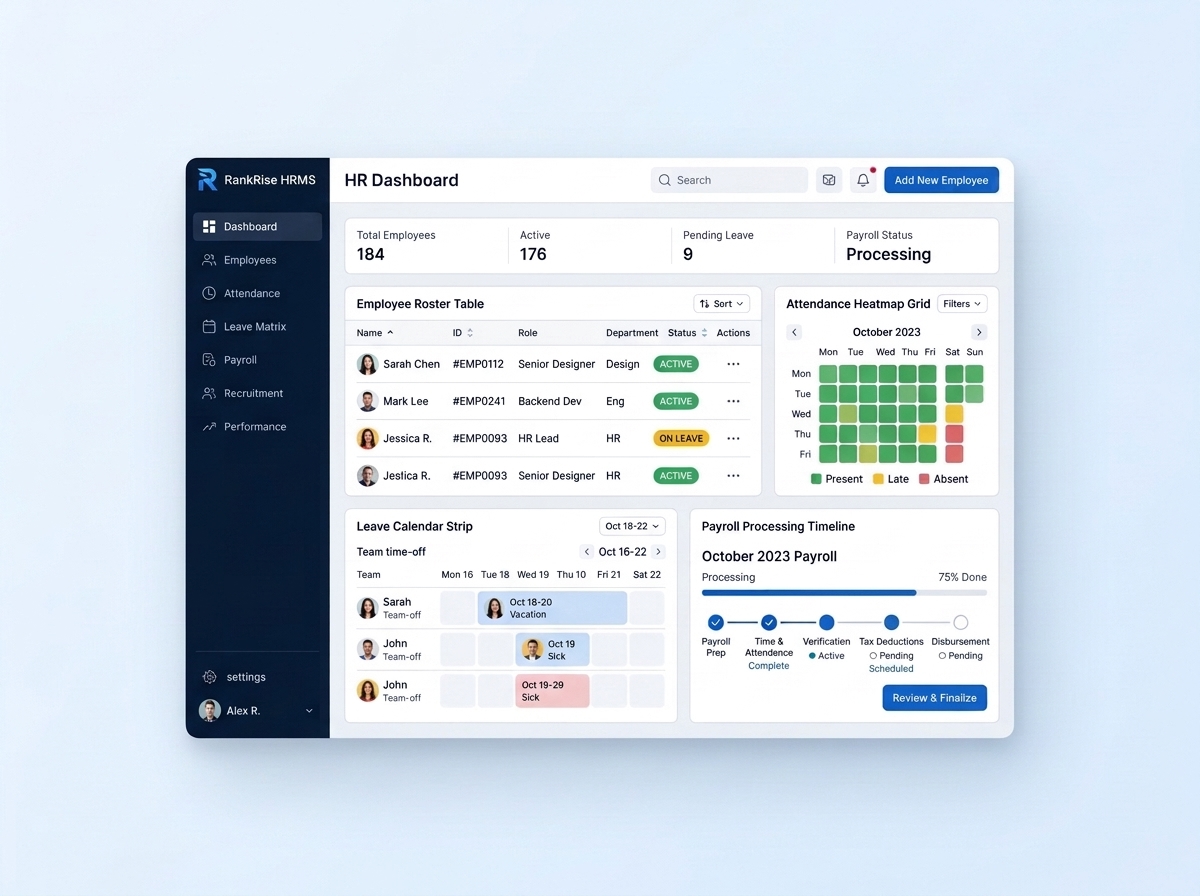 RankRise HRMS
Dashboard
Employees
Attendance
Leave Matrix
Payroll
Recruitment
Performance
settings
Alex R.
HR Dashboard
Search
Add New Employee
Total Employees
184
Active
176
Pending Leave
9
Payroll Status
Processing
Employee Roster Table
Sort
Name ID Role Department Status Actions
Sarah Chen #EMP0112 Senior Designer Design ACTIVE
Mark Lee #EMP0241 Backend Dev Eng ACTIVE
Jessica R. #EMP0093 HR Lead HR ON LEAVE
Jesfica R. #EMP0093 Senior Designer HR ACTIVE
Attendance Heatmap Grid
Filters
October 2023
Mon Tue Wed Thu Fri Sat Sun
Mon
Tue
Wed
Thu
Fri
Present Late Absent
Leave Calendar Strip
Oct 18-22
Team time-off
Oct 16-22
Team Mon 16 Tue 18 Wed 19 Thu 10 Fri 21 Sat 22
Sarah
Team-off
Oct 18-20
Vacation
John
Team-off
Oct 19
Sick
John
Team-off
Oct 19-29
Sick
Payroll Processing Timeline
October 2023 Payroll
Processing 75% Done
Payroll
Prep
Time &
Attendence
Complete
Verification
Active
Tax Deductions
Pending
Scheduled
Disbursement
Pending
Review & Finaiize